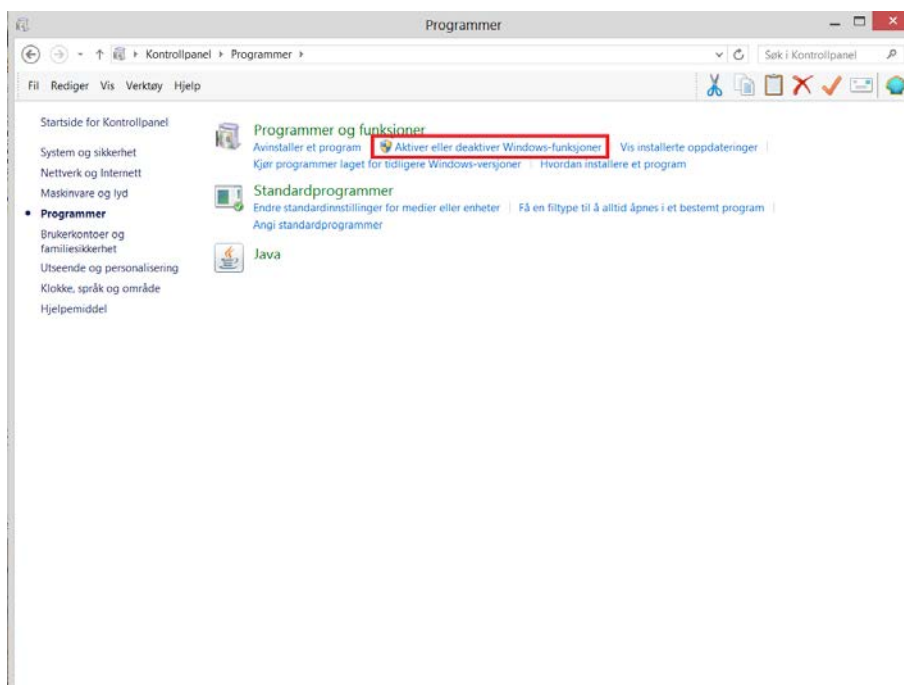 Programmer
Kontrollpanel Programmer
Søk i Kontrollpanel
Fil Rediger Vis Verktøy Hjelp
Startside for Kontrollpanel
System og sikkerhet
Nettverk og Internett
Maskinvare og lyd
Programmer
Brukerkontoer og
familiesikkerhet
Utseende og personalisering
Klokke, språk og område
Hjelpemiddel
Programmer og funksjoner
Avinstaller et program Aktiver eller deaktiver Windows-funksjoner Vis installerte oppdateringer
Kjør programmer laget for tidligere Windows-versjoner Hvordan installere et program
Standardprogrammer
Endre standardinnstillinger for medier eller enheter Få en filtype til å alltid åpnes i et bestemt program
Angi standardprogrammer
Java